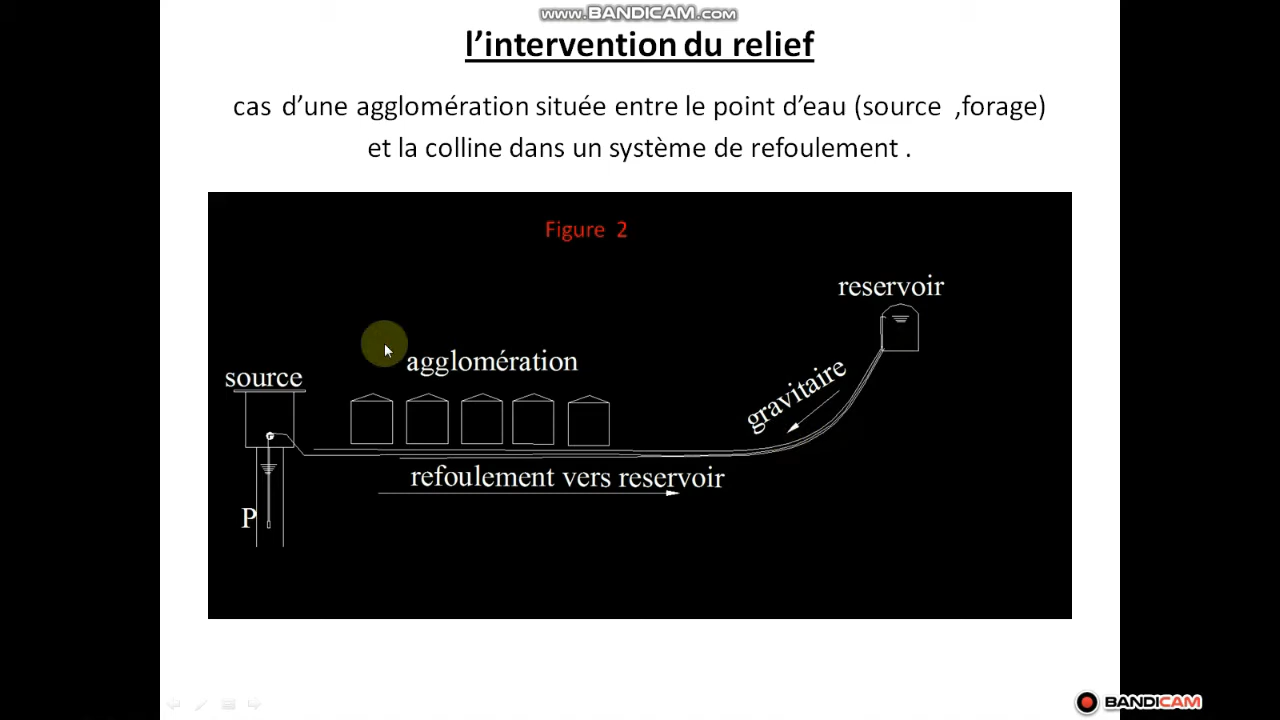 www.BANDICAM.com
l’intervention du relief
cas d’une agglomération située entre le point d’eau (source ,forage)
et la colline dans un système de refoulement .
Figure 2
reservoir
agglomération
source
gravitaire
refoulement vers reservoir
P
BANDICAM